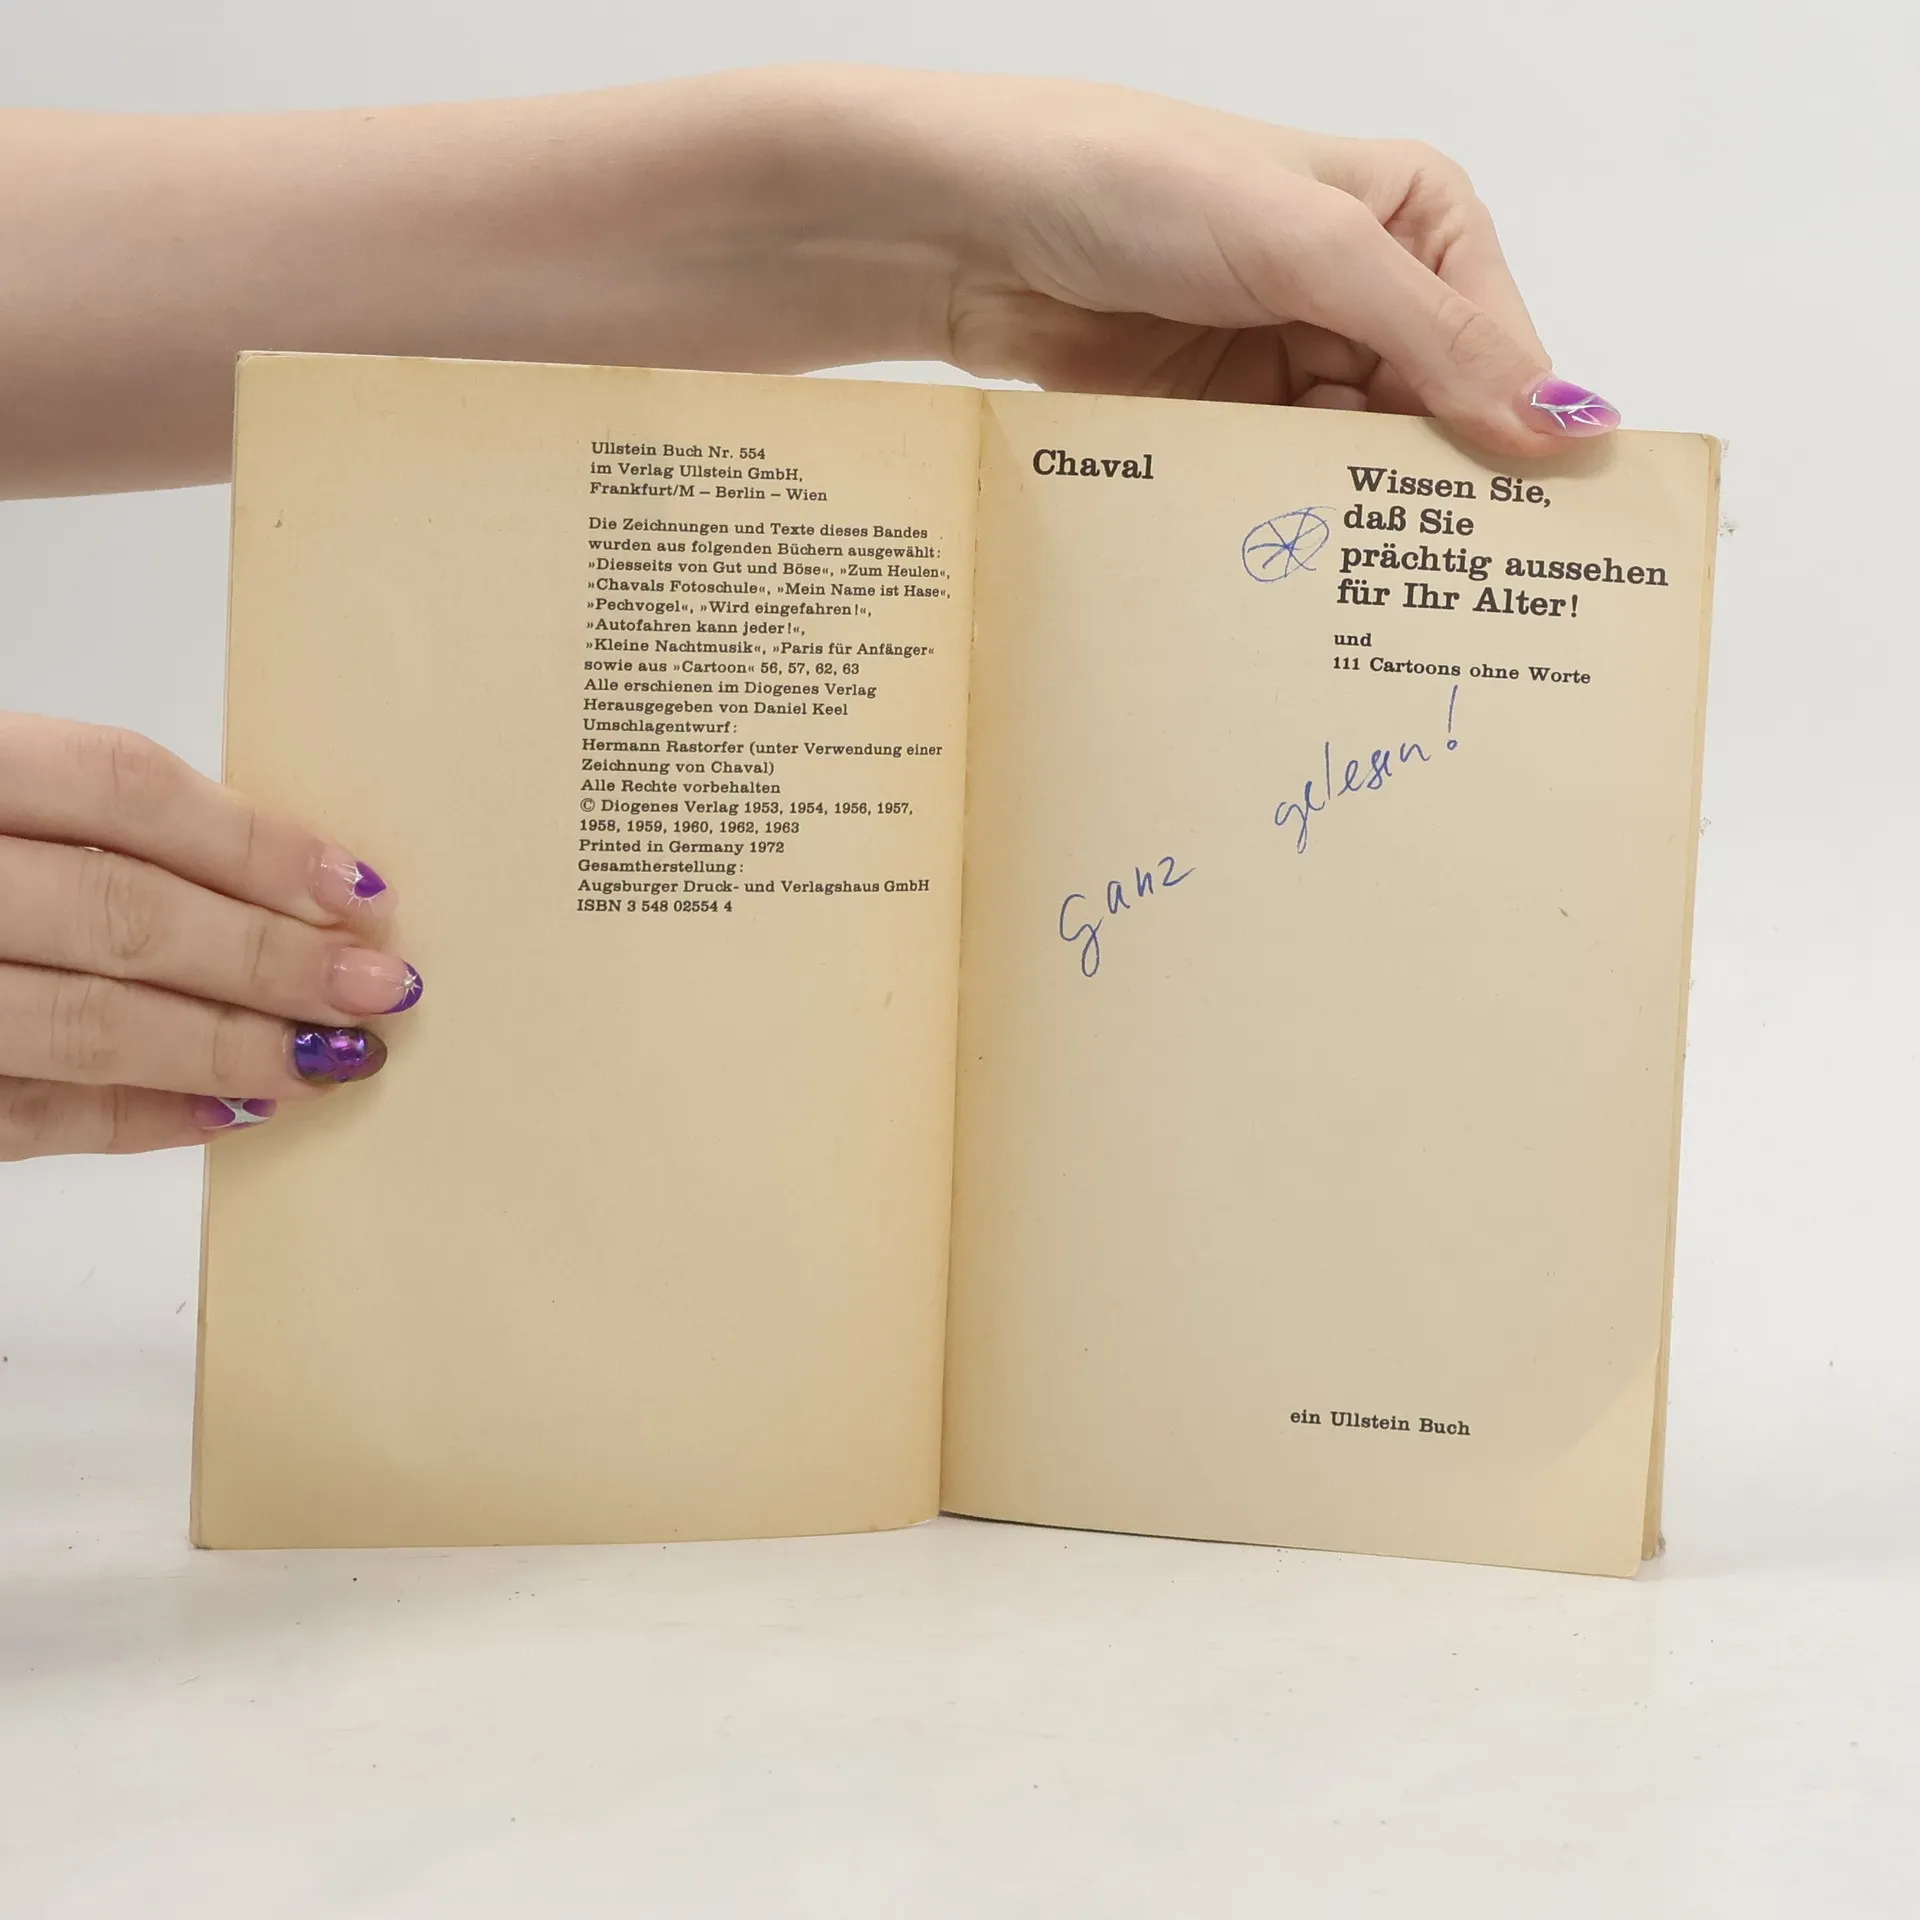 Ullstein Buch Nr. 554
im Verlag Ullstein GmbH,
Frankfurt/M – Berlin – Wien
Die Zeichnungen und Texte dieses Bandes
wurden aus folgenden Büchern ausgewählt:
»Diesseits von Gut und Böse«, »Zum Heulen«,
»Chavals Fotoschule«, »Mein Name ist Hase«,
»Pechvogel«, »Wird eingefahren!«,
»Autofahren kann jeder!«,
»Kleine Nachtmusik«, »Paris für Anfänger«
sowie aus »Cartoon« 56, 57, 62, 63
Alle erschienen im Diogenes Verlag
Herausgegeben von Daniel Keel
Umschlagentwurf:
Hermann Rastorfer (unter Verwendung einer
Zeichnung von Chaval)
Alle Rechte vorbehalten
© Diogenes Verlag 1953, 1954, 1956, 1957,
1958, 1959, 1960, 1962, 1963
Printed in Germany 1972
Gesamtherstellung:
Augsburger Druck- und Verlagshaus GmbH
ISBN 3 548 02554 4
Chaval
Wissen Sie,
daß Sie
prächtig aussehen
für Ihr Alter!
und
111 Cartoons ohne Worte
Ganz gelesen!
ein Ullstein Buch